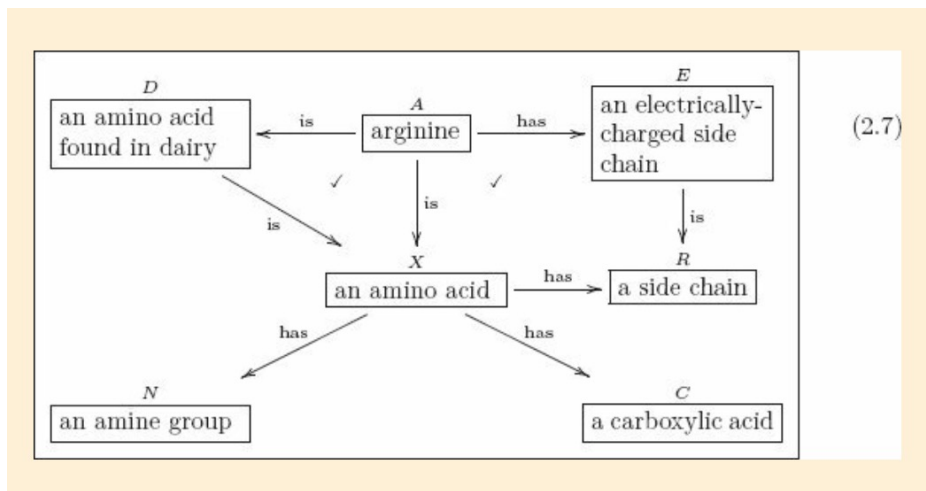 D
an amino acid
found in dairy
is
A
arginine
has
E
an electrically-
charged side
chain
(2.7)
✓
✓
is
is
is
X
an amino acid
has
R
a side chain
has
has
N
an amine group
C
a carboxylic acid